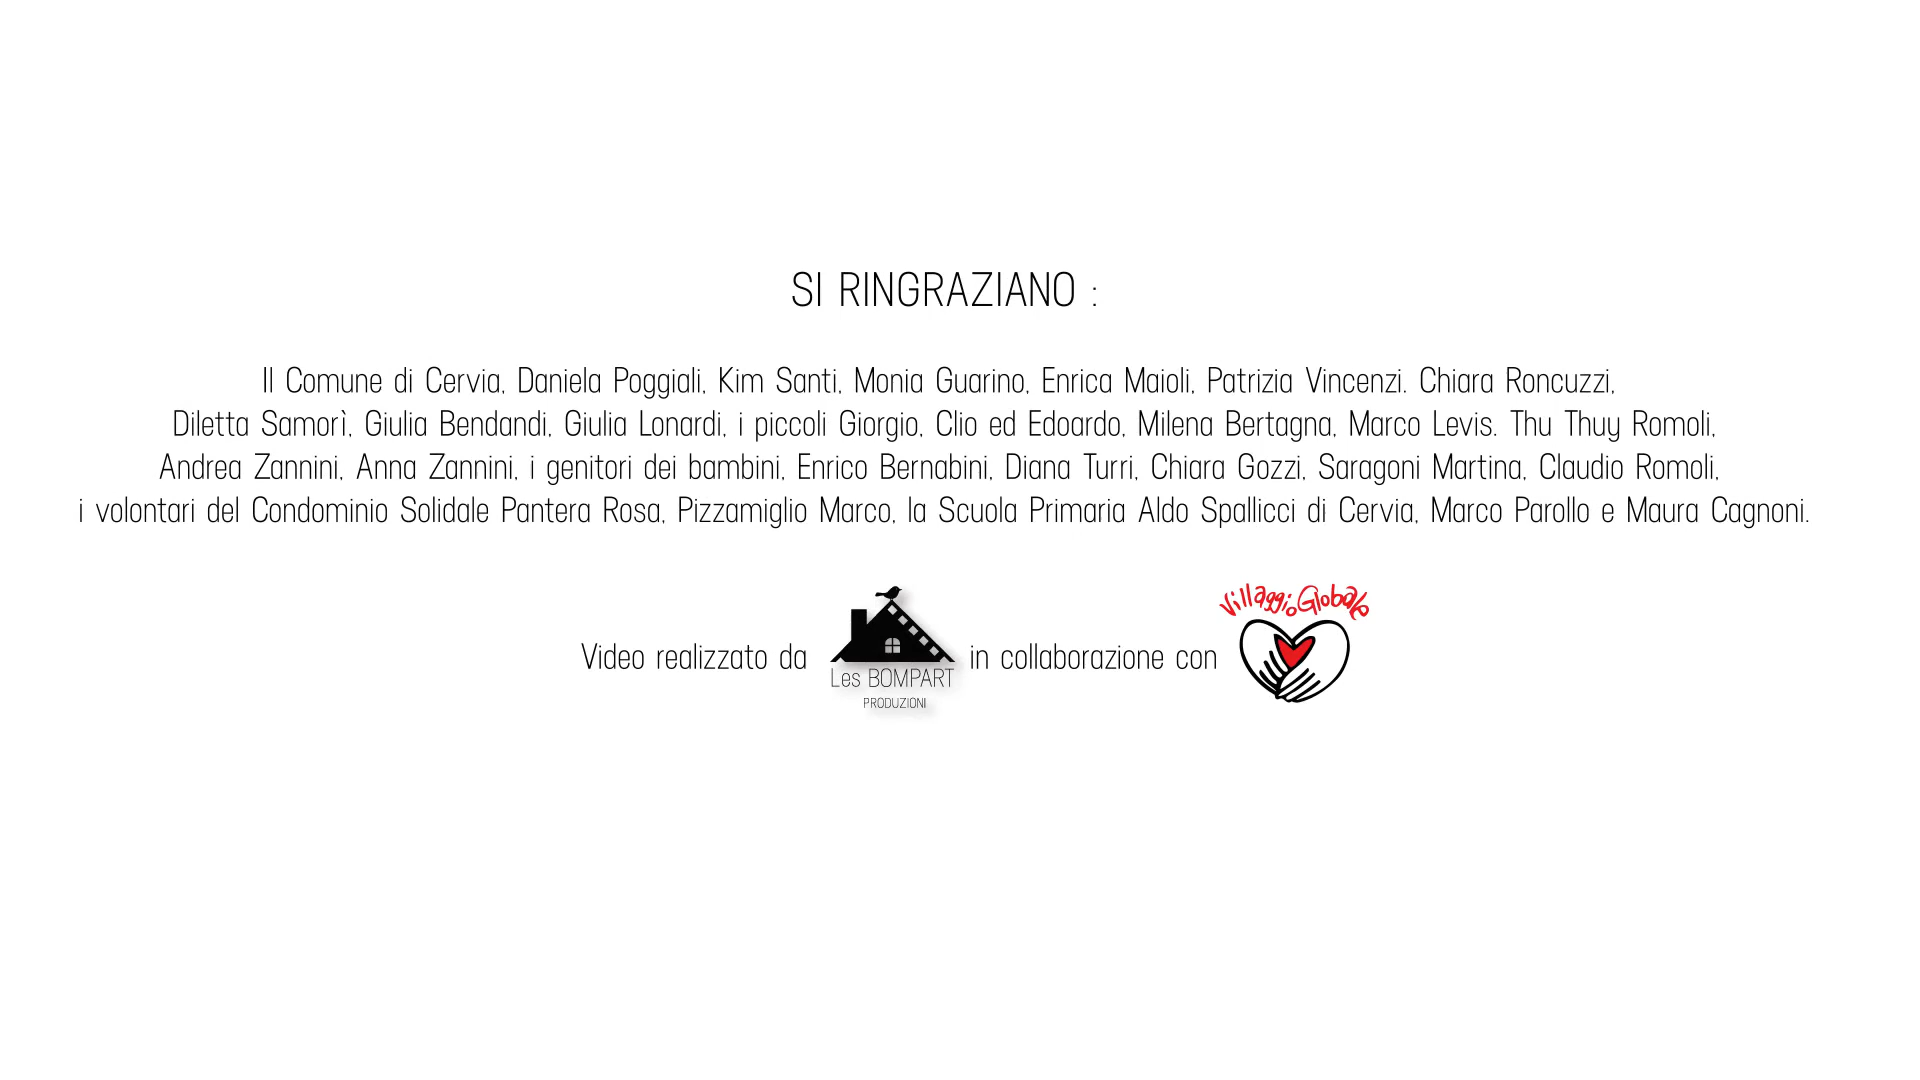 SI RINGRAZIANO :
Il Comune di Cervia, Daniela Poggiali, Kim Santi, Monia Guarino, Enrica Maioli, Patrizia Vincenzi. Chiara Roncuzzi,
Diletta Samorì, Giulia Bendandi, Giulia Lonardi, i piccoli Giorgio, Clio ed Edoardo, Milena Bertagna, Marco Levis. Thu Thuy Romoli,
Andrea Zannini, Anna Zannini, i genitori dei bambini, Enrico Bernabini, Diana Turri, Chiara Gozzi, Saragoni Martina, Claudio Romoli,
i volontari del Condominio Solidale Pantera Rosa, Pizzamiglio Marco, la Scuola Primaria Aldo Spallicci di Cervia, Marco Parollo e Maura Cagnoni.
Video realizzato da
Les BOMPART
PRODUZIONI
in collaborazione con
Villaggio Globale